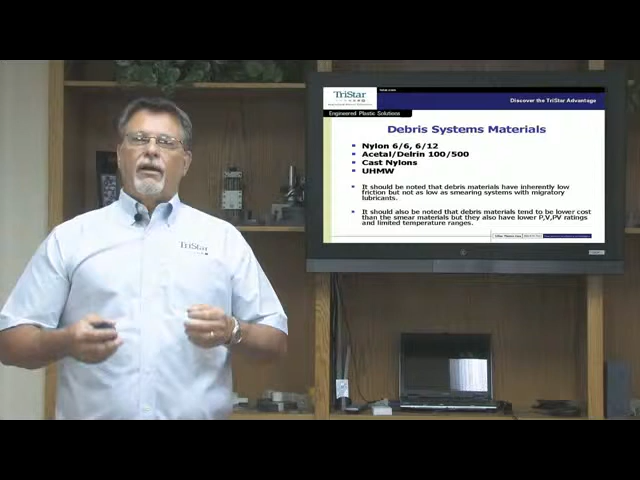 TriStar
Discover the TriStar Advantage
Engineered Plastic Solutions
Debris Systems Materials
Nylon 6/6, 6/12
Acetal/Delrin 100/500
Cast Nylons
UHMW
It should be noted that debris materials have inherently low
friction but not as low as smearing systems with migratory
lubricants.
It should also be noted that debris materials tend to be lower cost
than the smear materials but they also have lower P,V,PV ratings
and limited temperature ranges.
TriStar